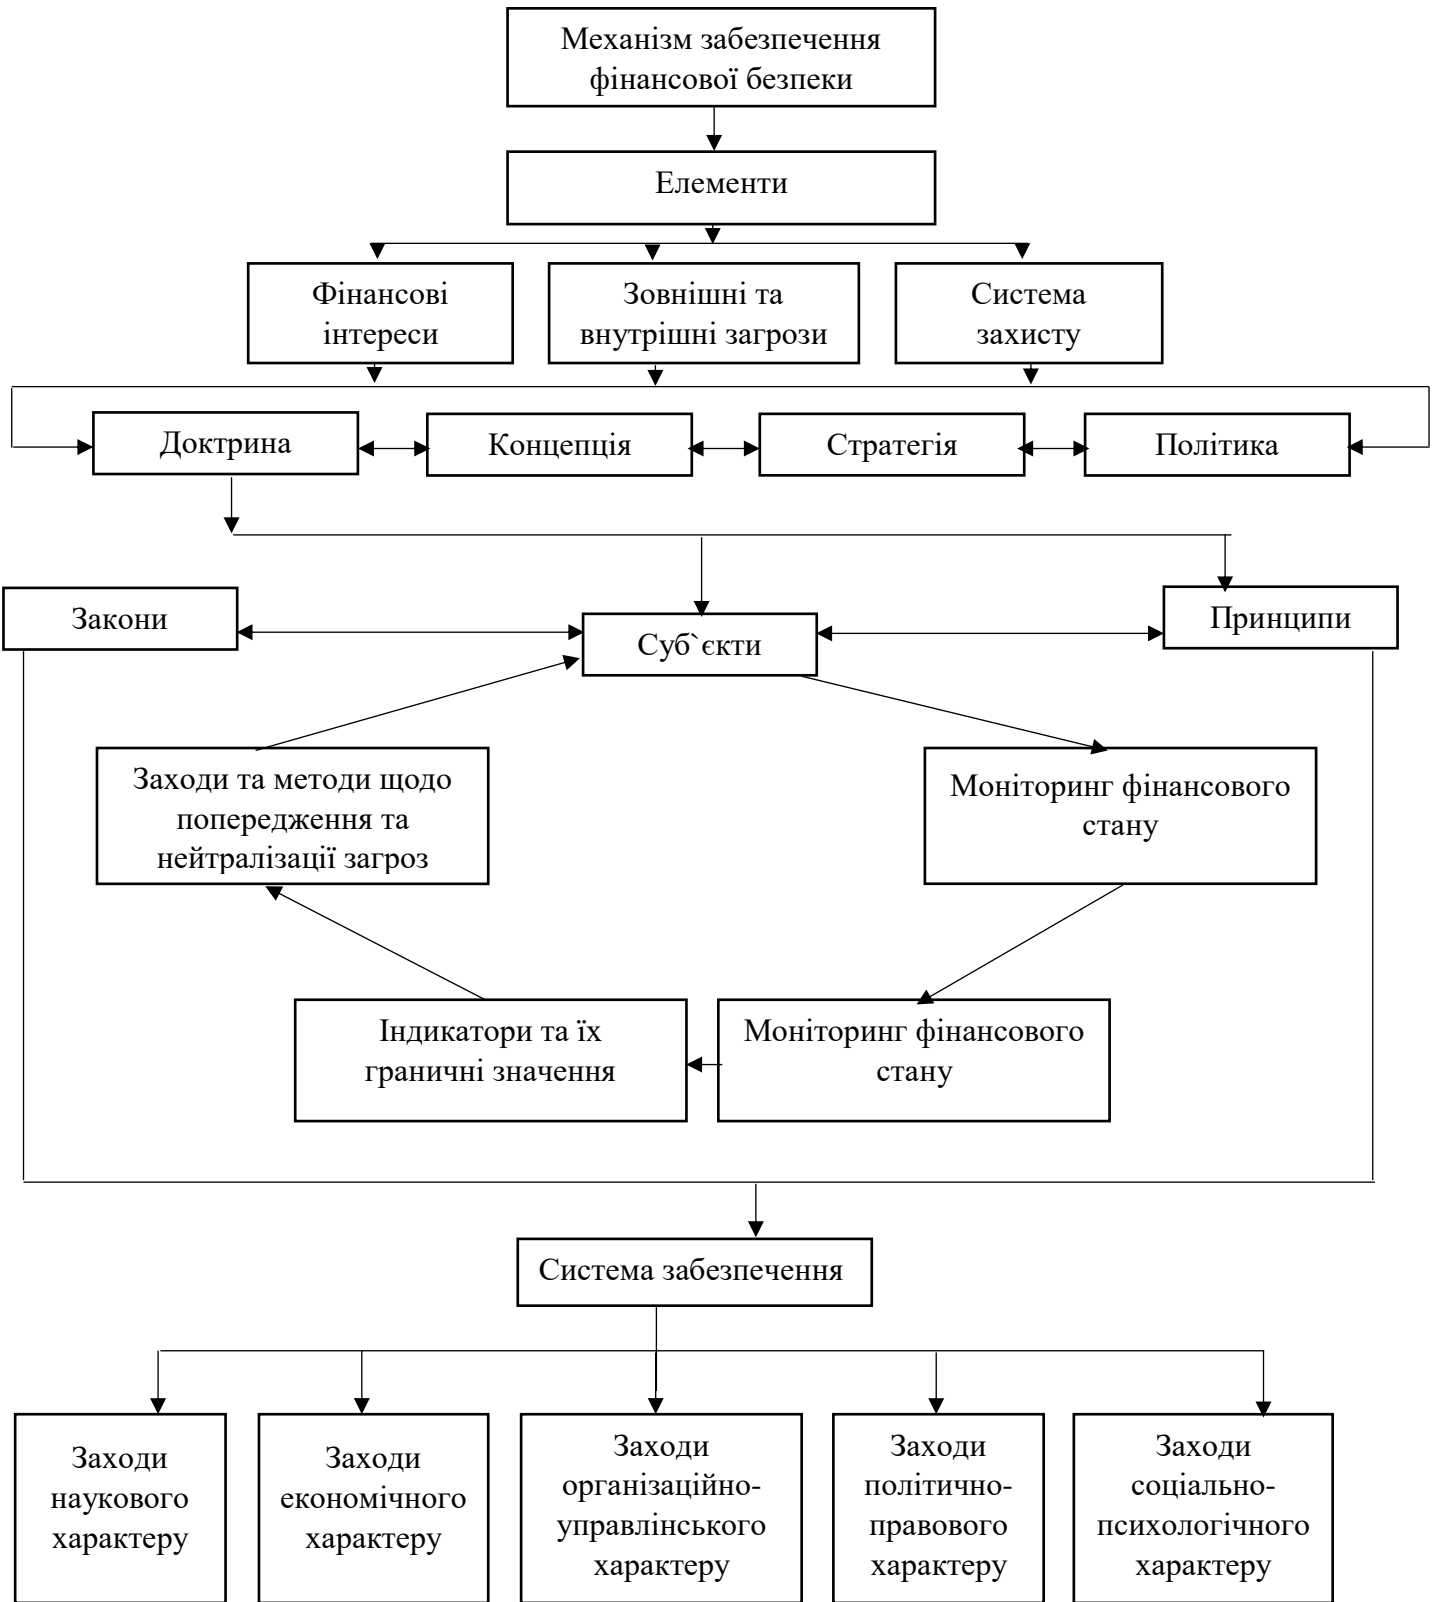 Механізм забезпечення
фінансової безпеки
Елементи
Фінансові
інтереси
Зовнішні та
внутрішні загрози
Система
захисту
Доктрина
Концепція
Стратегія
Політика
Закони
Суб`єкти
Принципи
Заходи та методи щодо
попередження та
нейтралізації загроз
Моніторинг фінансового
стану
Індикатори та їх
граничні значення
Моніторинг фінансового
стану
Система забезпечення
Заходи
наукового
характеру
Заходи
економічного
характеру
Заходи
організаційно-
управлінського
характеру
Заходи
політично-
правового
характеру
Заходи
соціально-
психологічного
характеру